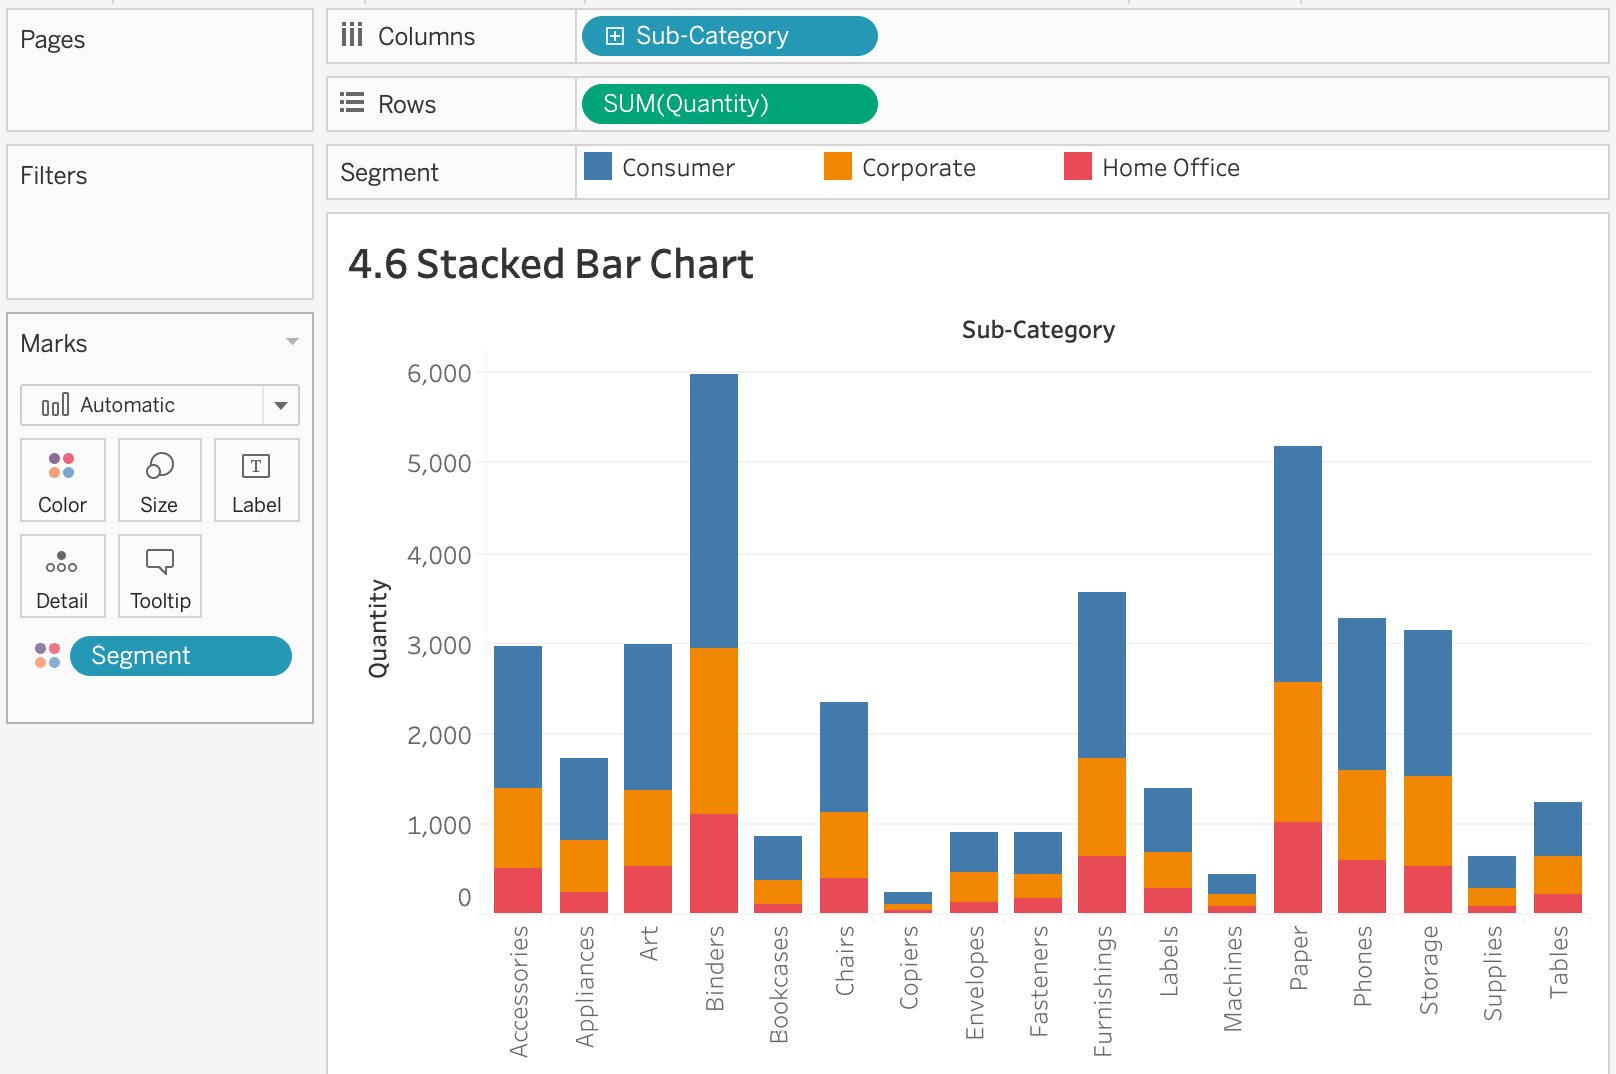 Pages
Columns
Sub-Category
Rows
SUM(Quantity)
Filters
Segment
Consumer
Corporate
Home Office
4.6 Stacked Bar Chart
Marks
Automatic
Color
Size
T
Label
Detail
Tooltip
Segment
Sub-Category
Quantity
6,000
5,000
4,000
3,000
2,000
1,000
0
Accessories
Appliances
Art
Binders
Bookcases
Chairs
Copiers
Envelopes
Fasteners
Furnishings
Labels
Machines
Paper
Phones
Storage
Supplies
Tables